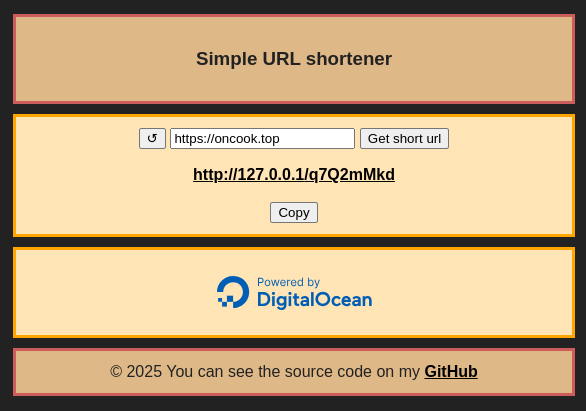 Simple URL shortener
↺ https://oncook.top Get short url
http://127.0.0.1/q7Q2mMkd
Copy
Powered by
DigitalOcean
© 2025 You can see the source code on my GitHub